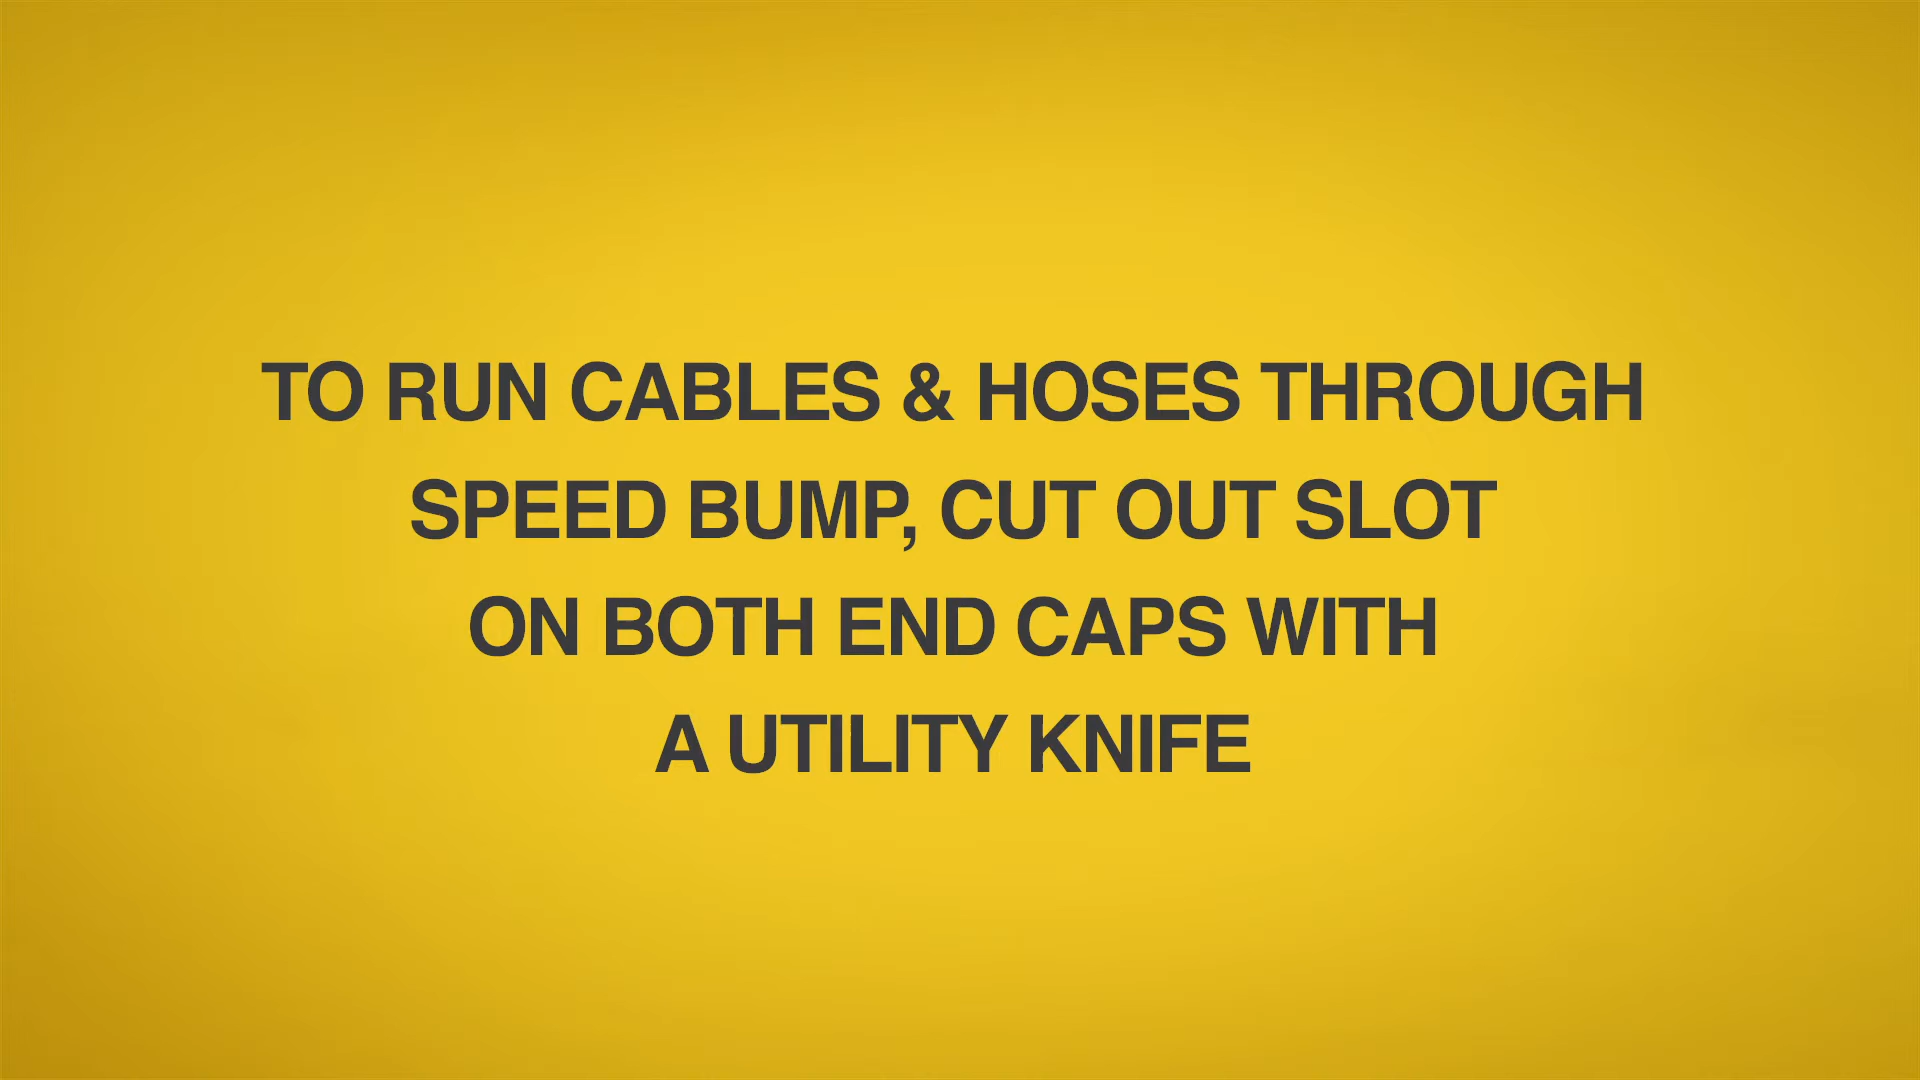 TO RUN CABLES & HOSES THROUGH
SPEED BUMP, CUT OUT SLOT
ON BOTH END CAPS WITH
A UTILITY KNIFE